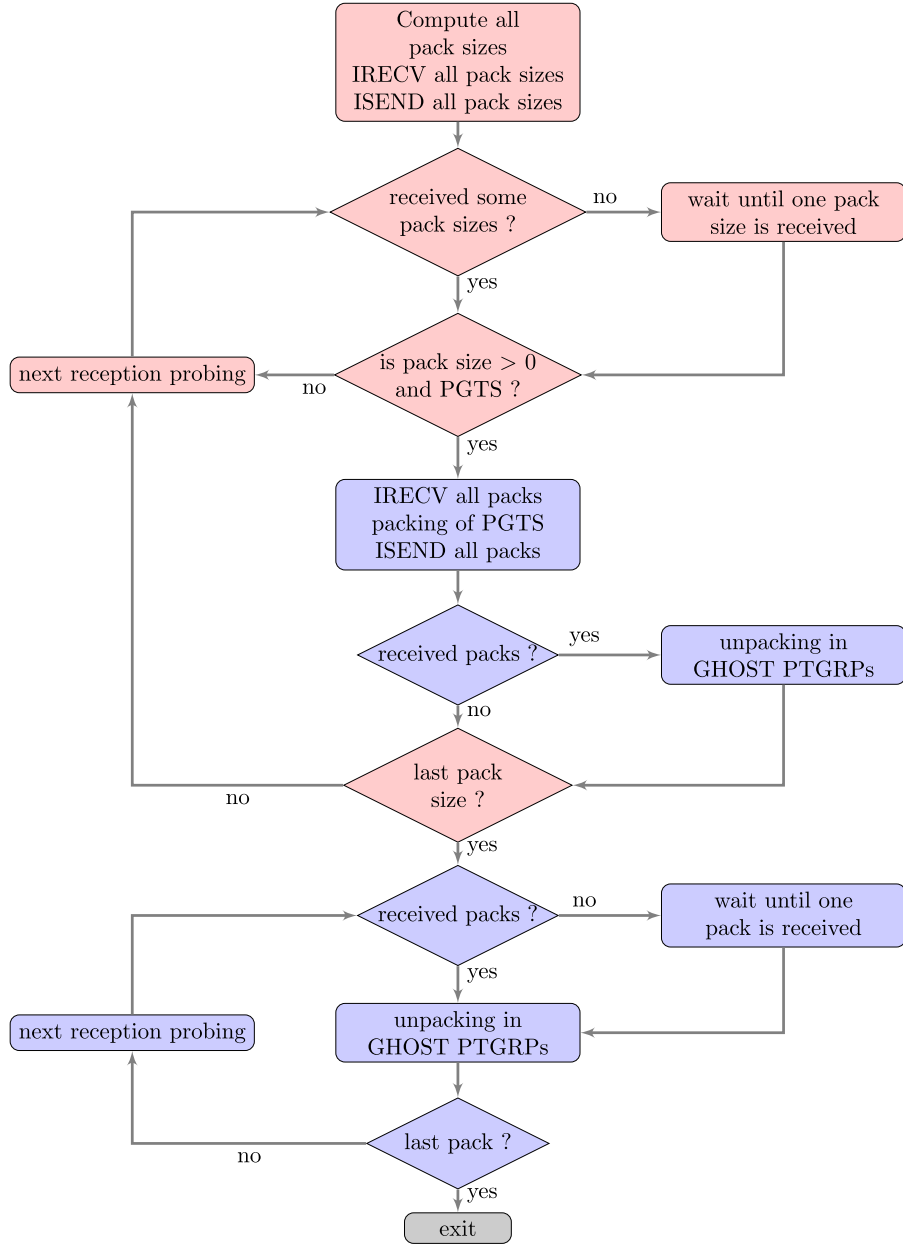 Compute all
pack sizes
IRECV all pack sizes
ISEND all pack sizes
received some
pack sizes ?
no
wait until one pack
size is received
yes
is pack size > 0
and PGTS ?
no
next reception probing
yes
IRECV all packs
packing of PGTS
ISEND all packs
received packs ?
yes
unpacking in
GHOST PTGRPs
no
last pack
size ?
no
yes
received packs ?
no
wait until one
pack is received
yes
next reception probing
unpacking in
GHOST PTGRPs
last pack ?
no
yes
exit